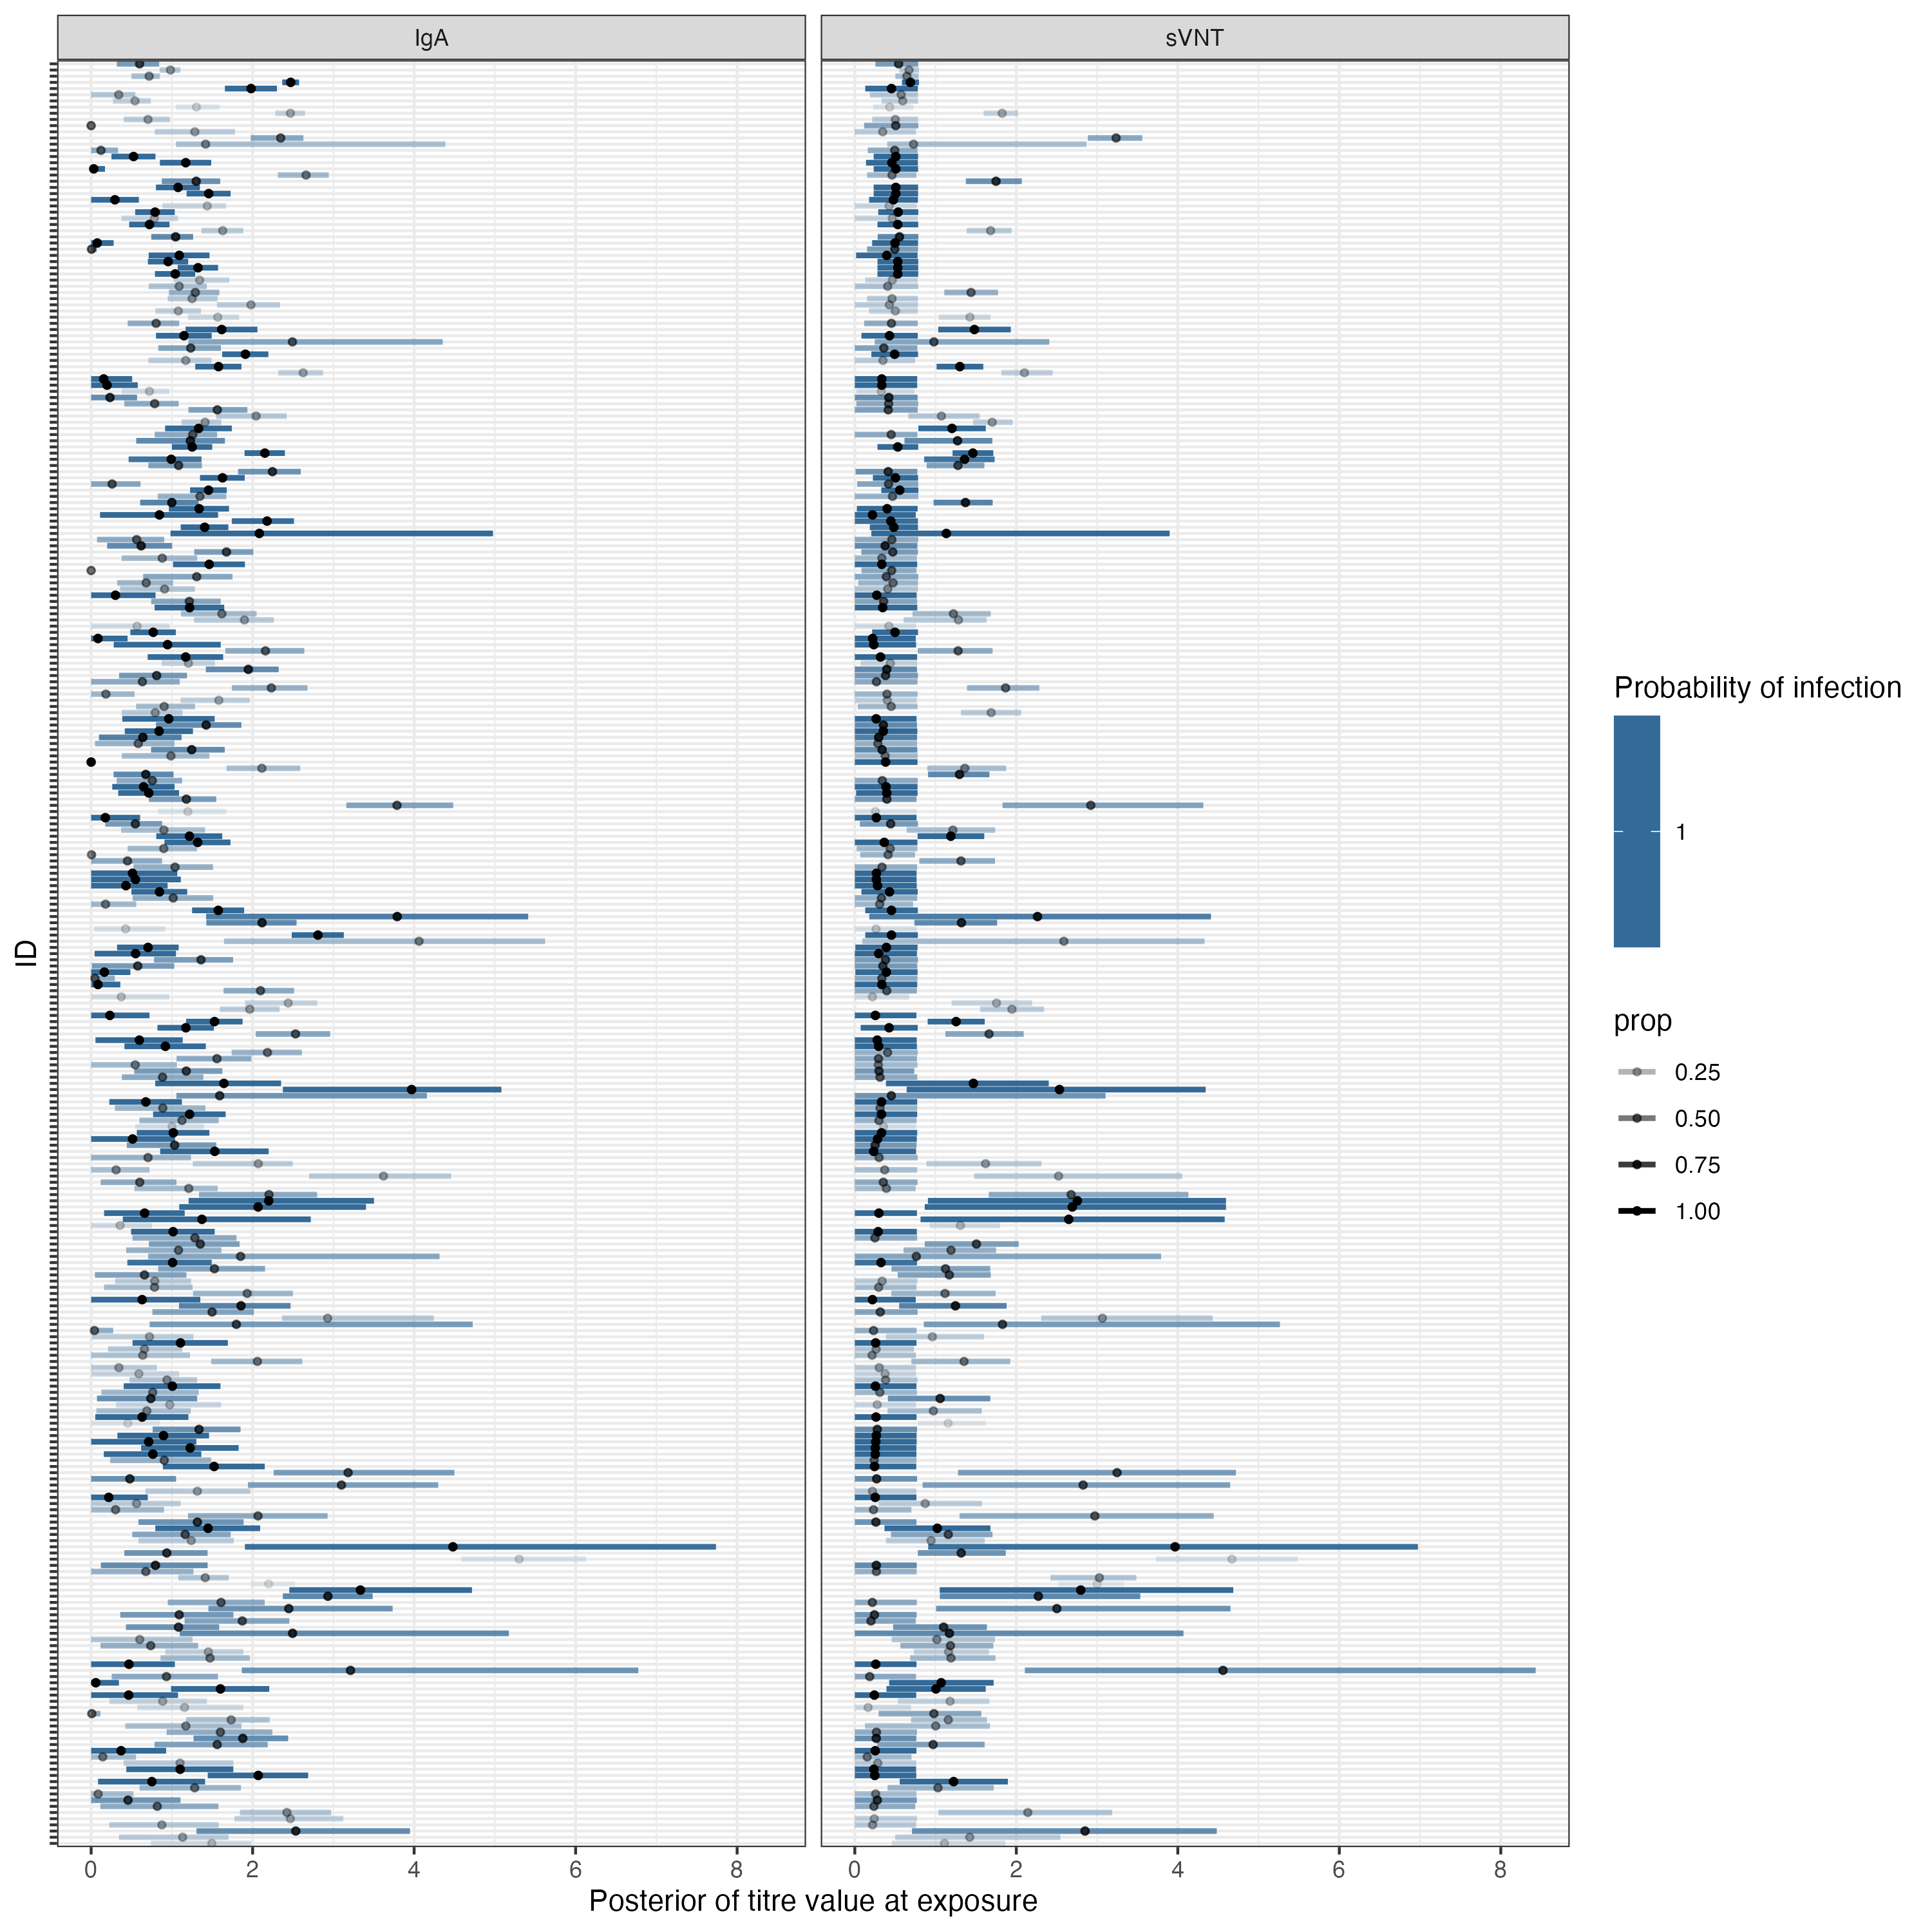 IgA
sVNT
ID
0
2
4
6
8
0
2
4
6
8
Posterior of titre value at exposure
Probability of infection
1
prop
0.25
0.50
0.75
1.00